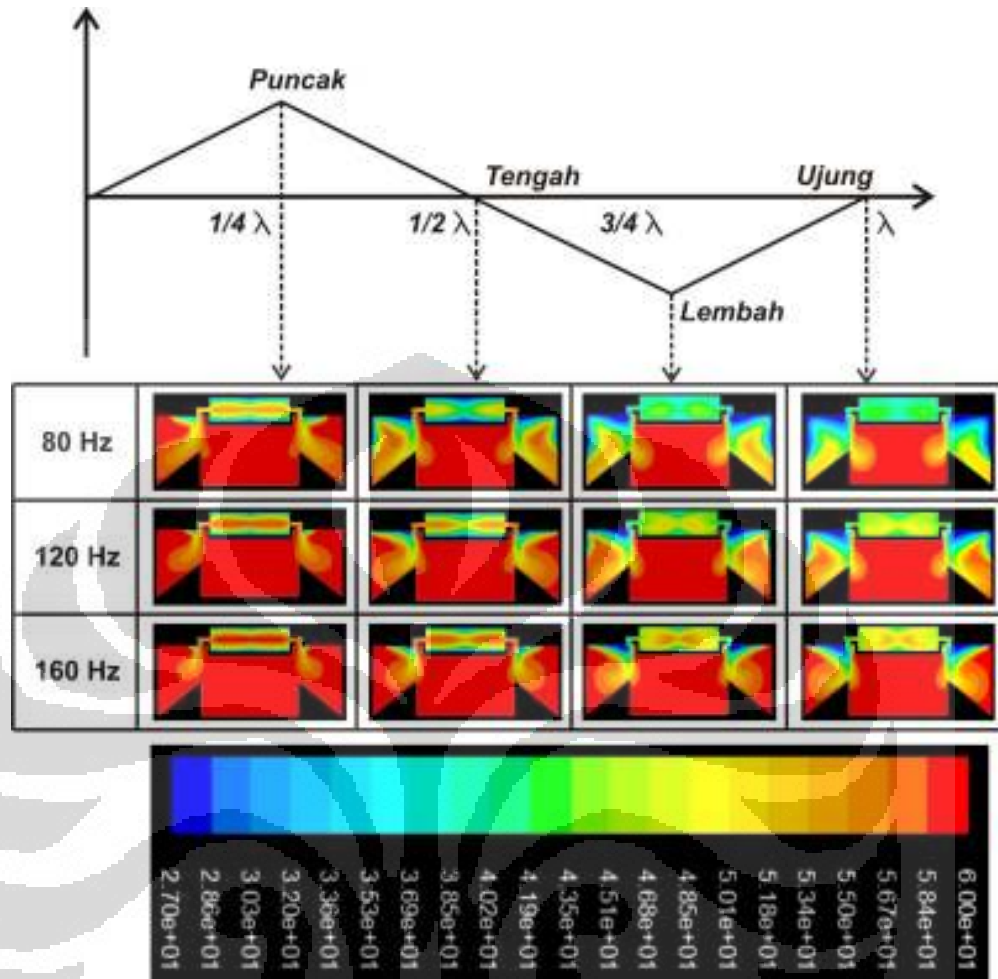 Puncak
Tengah
Ujung
1/4 λ
1/2 λ
3/4 λ
λ
Lembah
80 Hz
120 Hz
160 Hz
2.70e+01
2.86e+01
3.03e+01
3.20e+01
3.36e+01
3.53e+01
3.69e+01
3.85e+01
4.02e+01
4.19e+01
4.35e+01
4.51e+01
4.68e+01
4.85e+01
5.01e+01
5.18e+01
5.34e+01
5.50e+01
5.67e+01
5.84e+01
6.00e+01